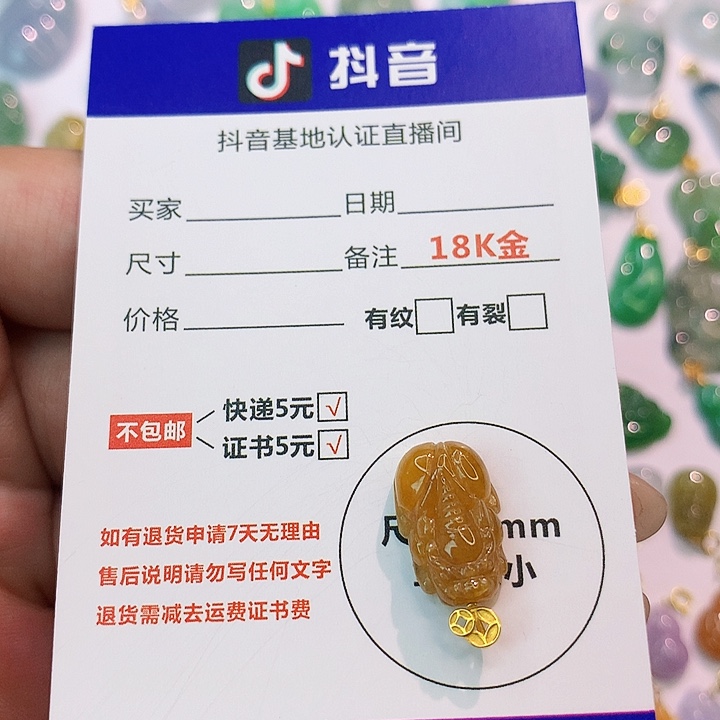 抖音
抖音基地认证直播间
买家 日期
尺寸 备注 18K金
价格 有纹 有裂
快递5元 √
不包邮
证书5元 √
如有退货申请7天无理由
售后说明请勿写任何文字
退货需减去运费证书费
尺 mm
小